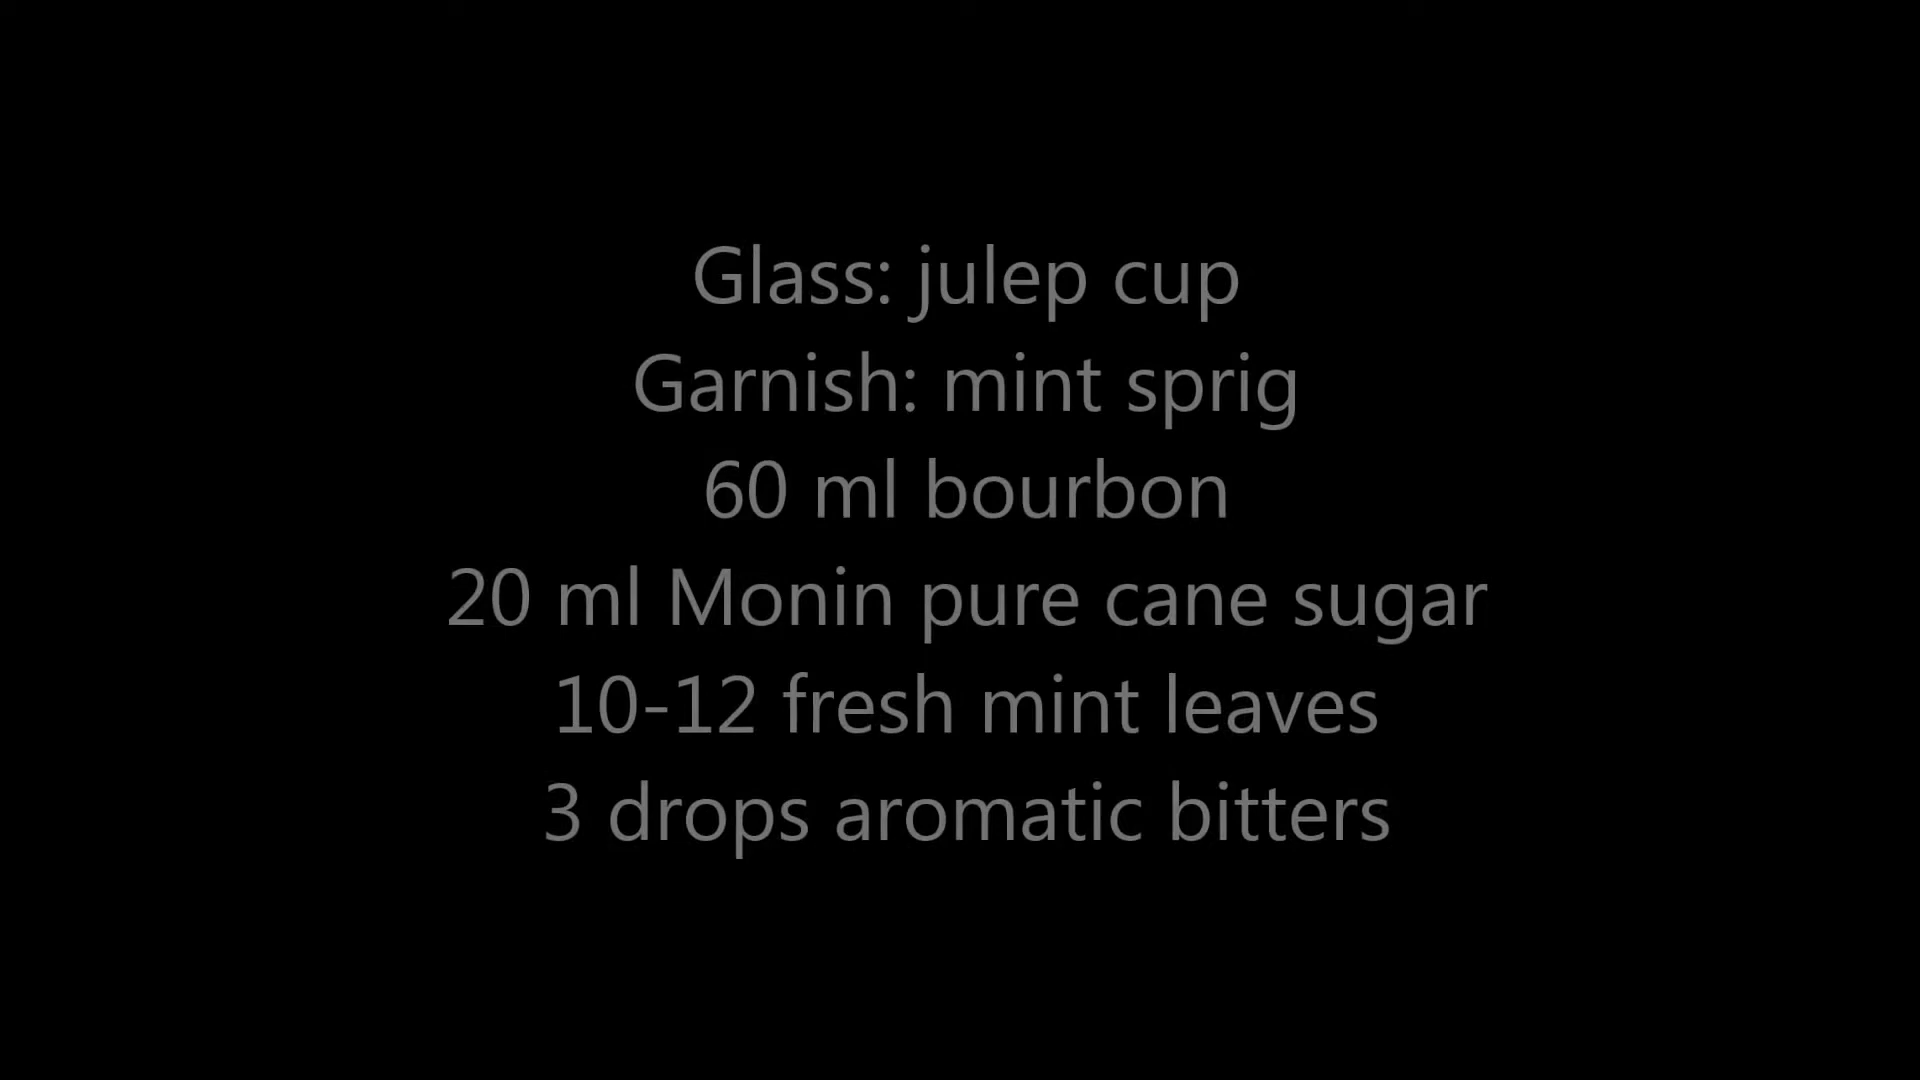 Glass: julep cup
Garnish: mint sprig
60 ml bourbon
20 ml Monin pure cane sugar
10-12 fresh mint leaves
3 drops aromatic bitters